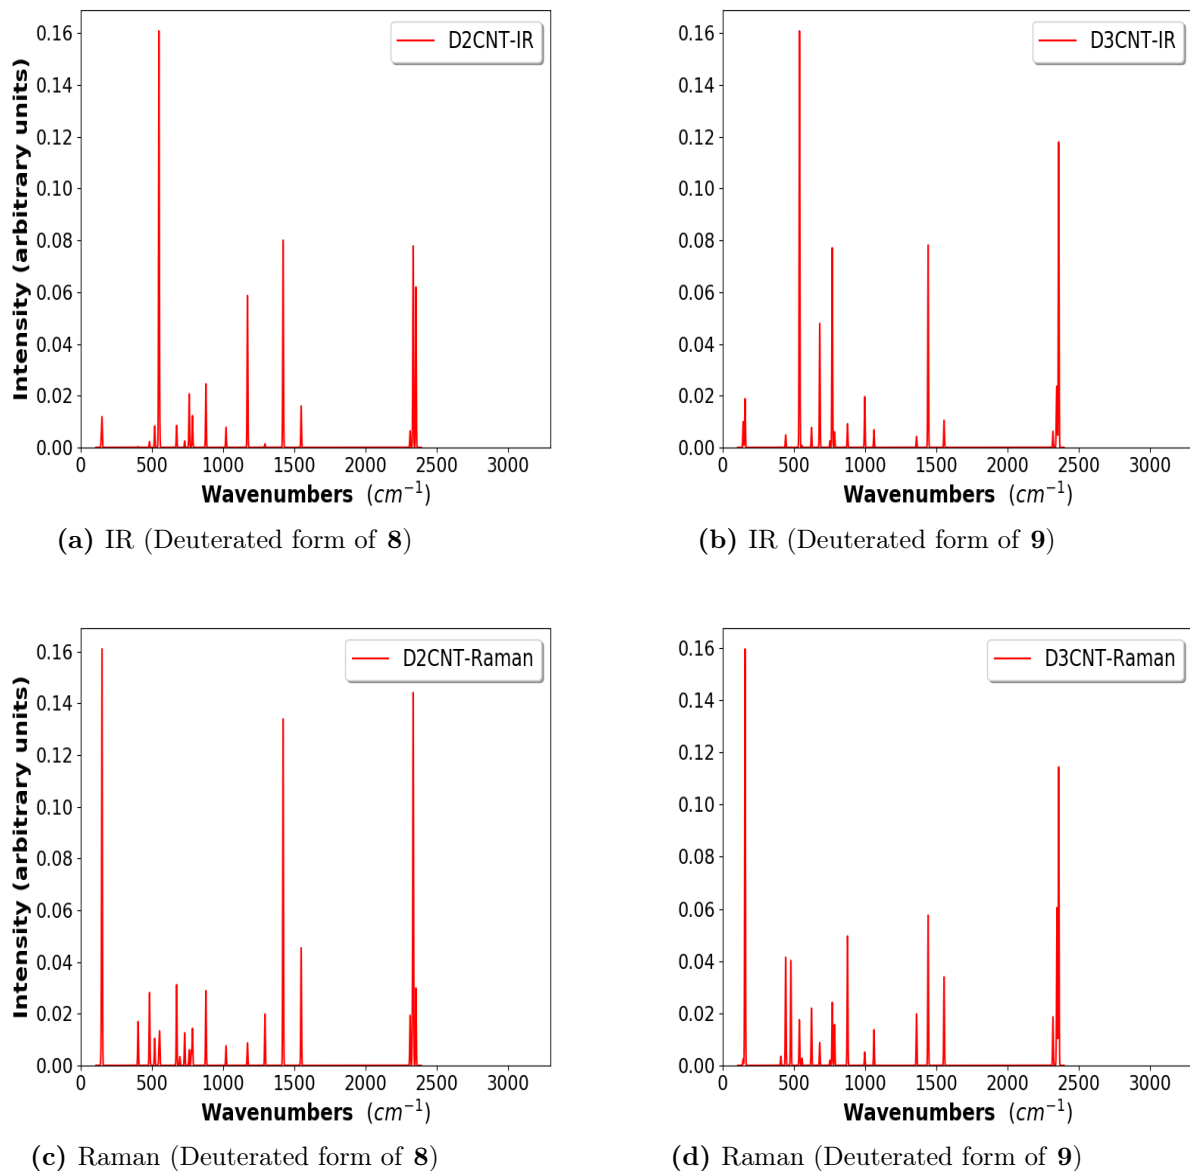 D2CNT-IR
0.16
0.14
0.12
0.10
0.08
0.06
0.04
0.02
0.00
Intensity (arbitrary units)
0 500 1000 1500 2000 2500 3000
Wavenumbers (cm⁻¹)
(a) IR (Deuterated form of 8)
D3CNT-IR
0.16
0.14
0.12
0.10
0.08
0.06
0.04
0.02
0.00
0 500 1000 1500 2000 2500 3000
Wavenumbers (cm⁻¹)
(b) IR (Deuterated form of 9)
D2CNT-Raman
0.16
0.14
0.12
0.10
0.08
0.06
0.04
0.02
0.00
Intensity (arbitrary units)
0 500 1000 1500 2000 2500 3000
Wavenumbers (cm⁻¹)
(c) Raman (Deuterated form of 8)
D3CNT-Raman
0.16
0.14
0.12
0.10
0.08
0.06
0.04
0.02
0.00
0 500 1000 1500 2000 2500 3000
Wavenumbers (cm⁻¹)
(d) Raman (Deuterated form of 9)